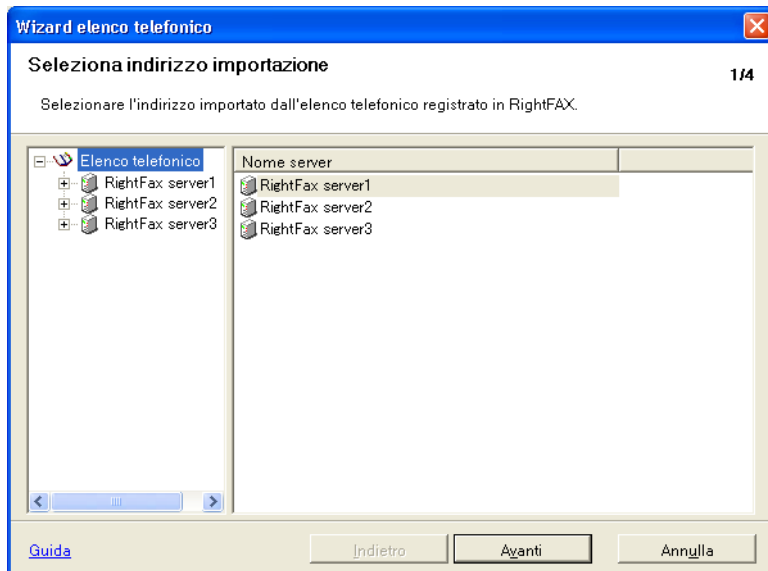 Wizard elenco telefonico
Seleziona indirizzo importazione
1/4
Selezionare l'indirizzo importato dall'elenco telefonico registrato in RightFAX.
Elenco telefonico
RightFax server1
RightFax server2
RightFax server3
Nome server
RightFax server1
RightFax server2
RightFax server3
Guida
Indietro
Avanti
Annulla